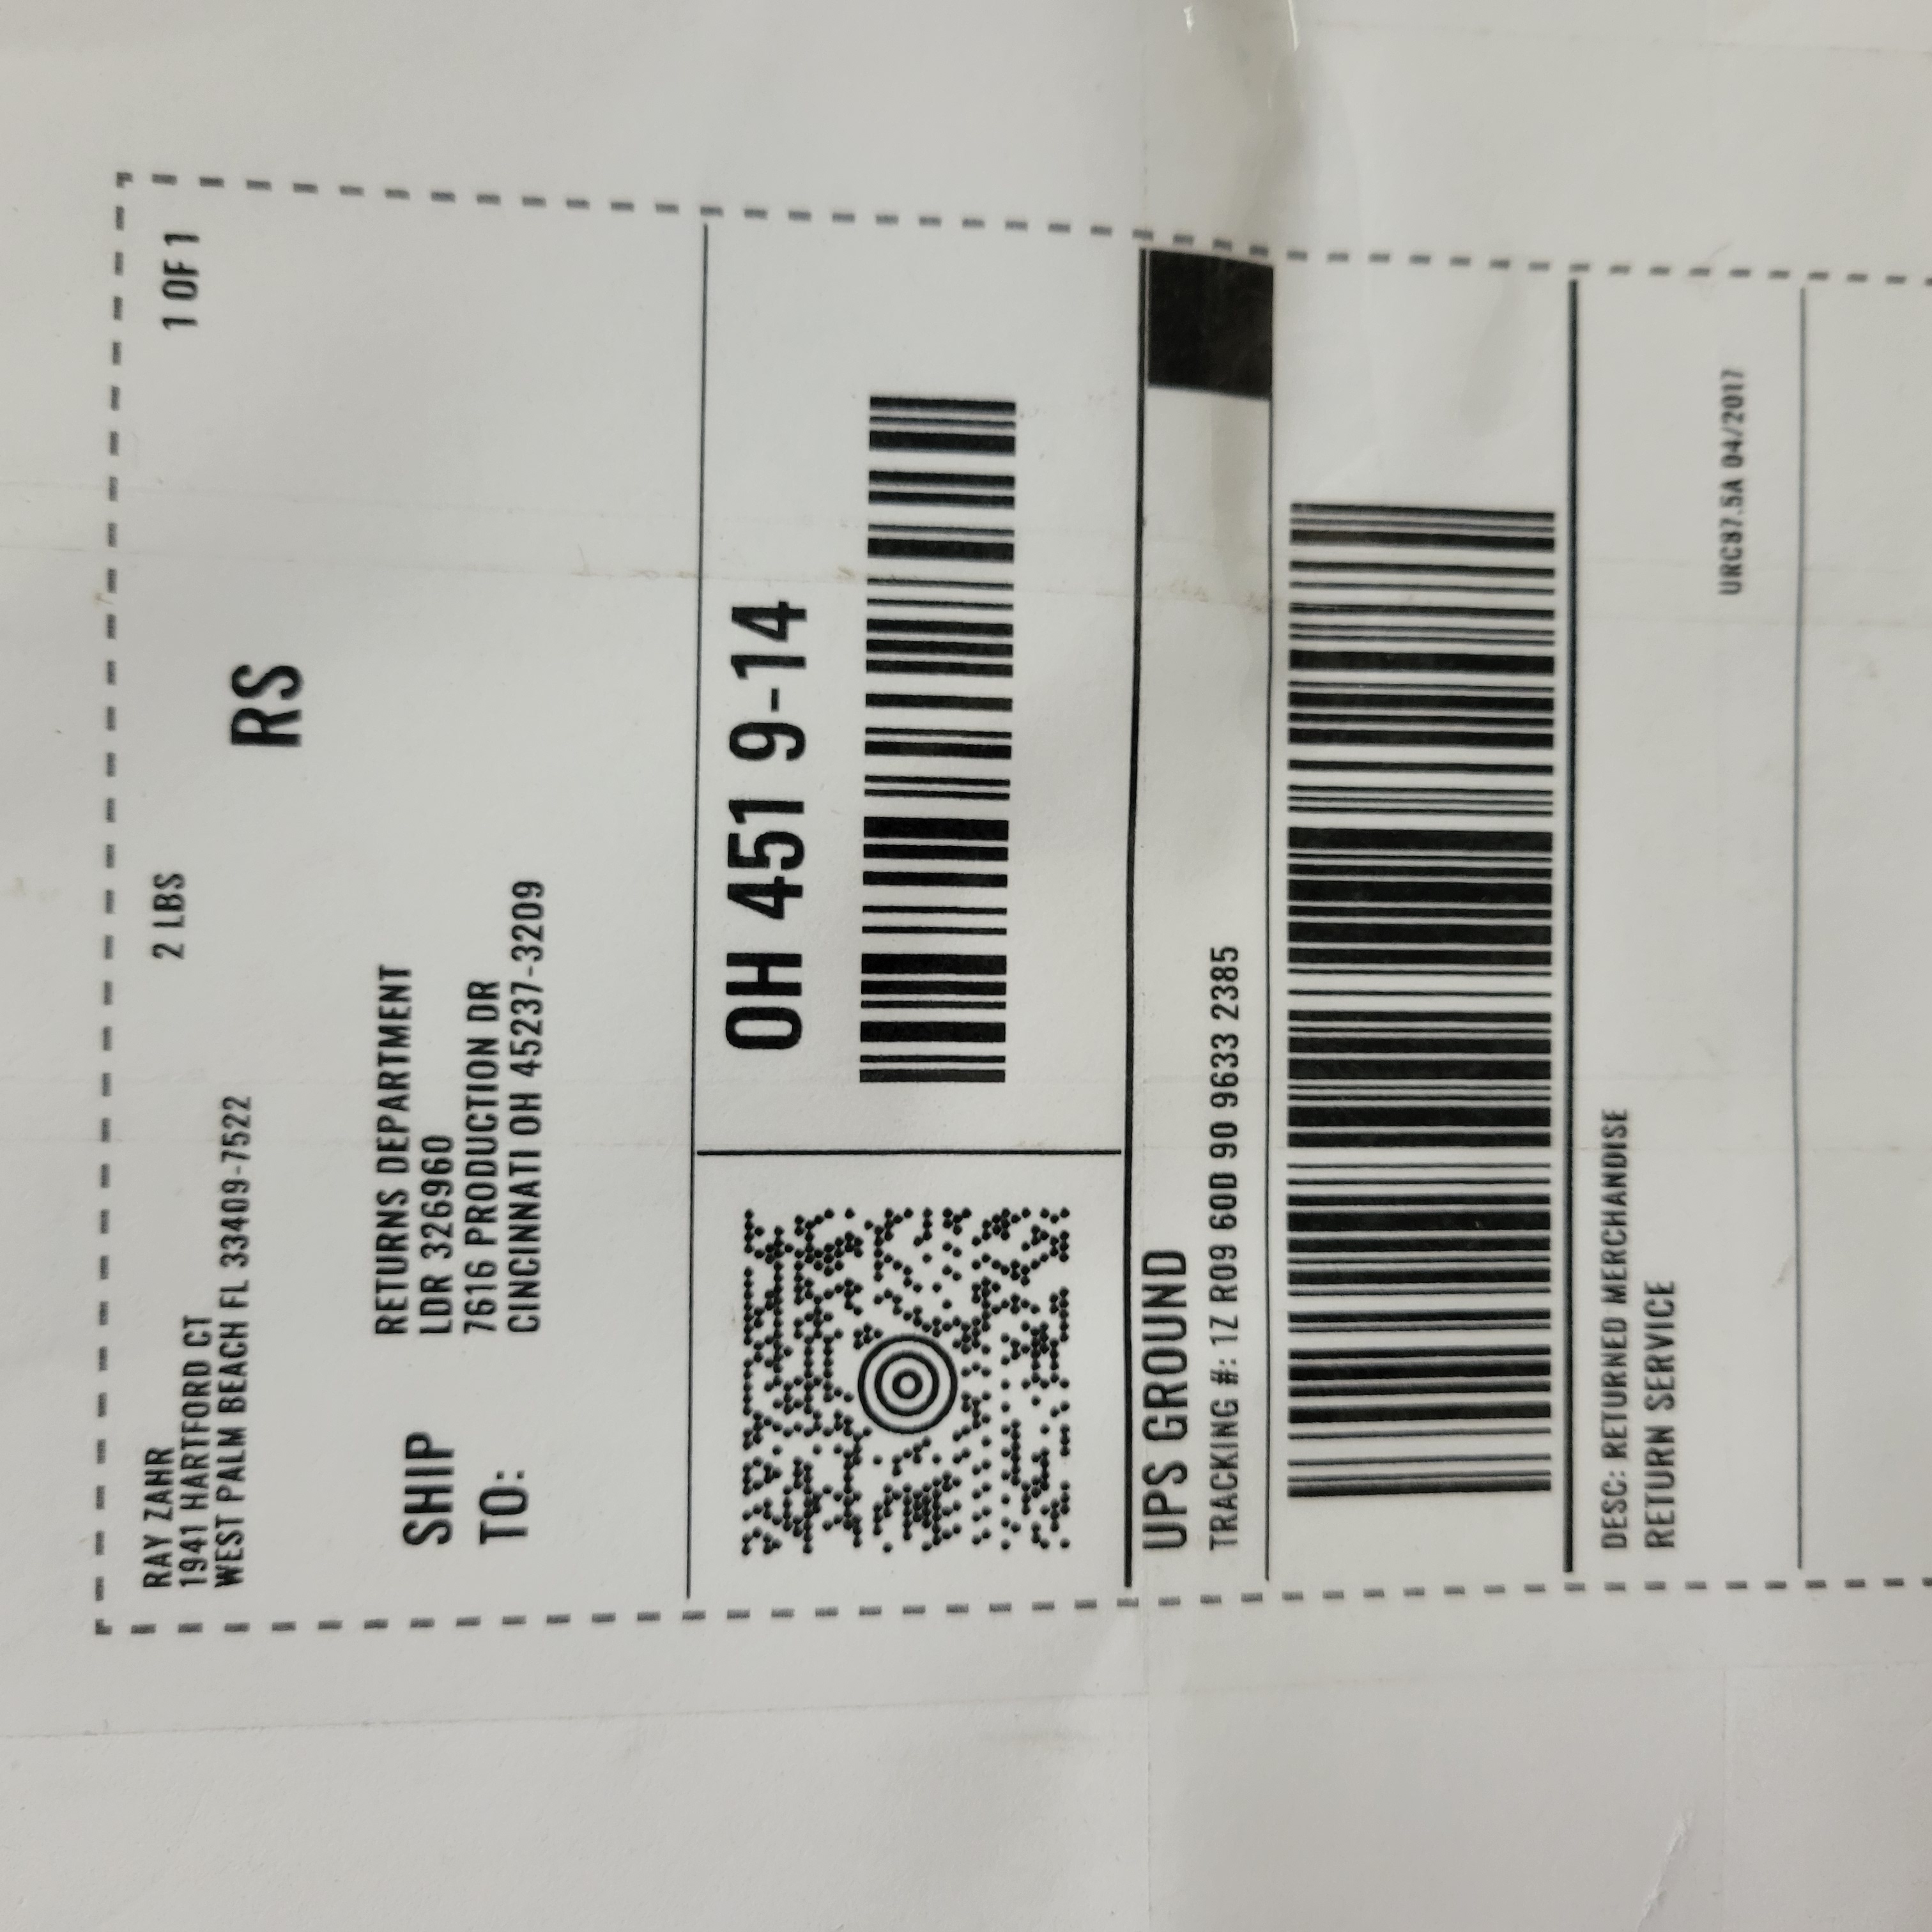 RAY ZAHR
1941 HARTFORD CT
WEST PALM BEACH FL 33409-7522
2 LBS
1 OF 1
RS
SHIP
TO:
RETURNS DEPARTMENT
LDR 326960
7616 PRODUCTION DR
CINCINNATI OH 45237-3209
OH 451 9-14
UPS GROUND
TRACKING #: 1Z R09 60D 90 9633 2385
DESC: RETURNED MERCHANDISE
RETURN SERVICE
URC37.5A 04/2017